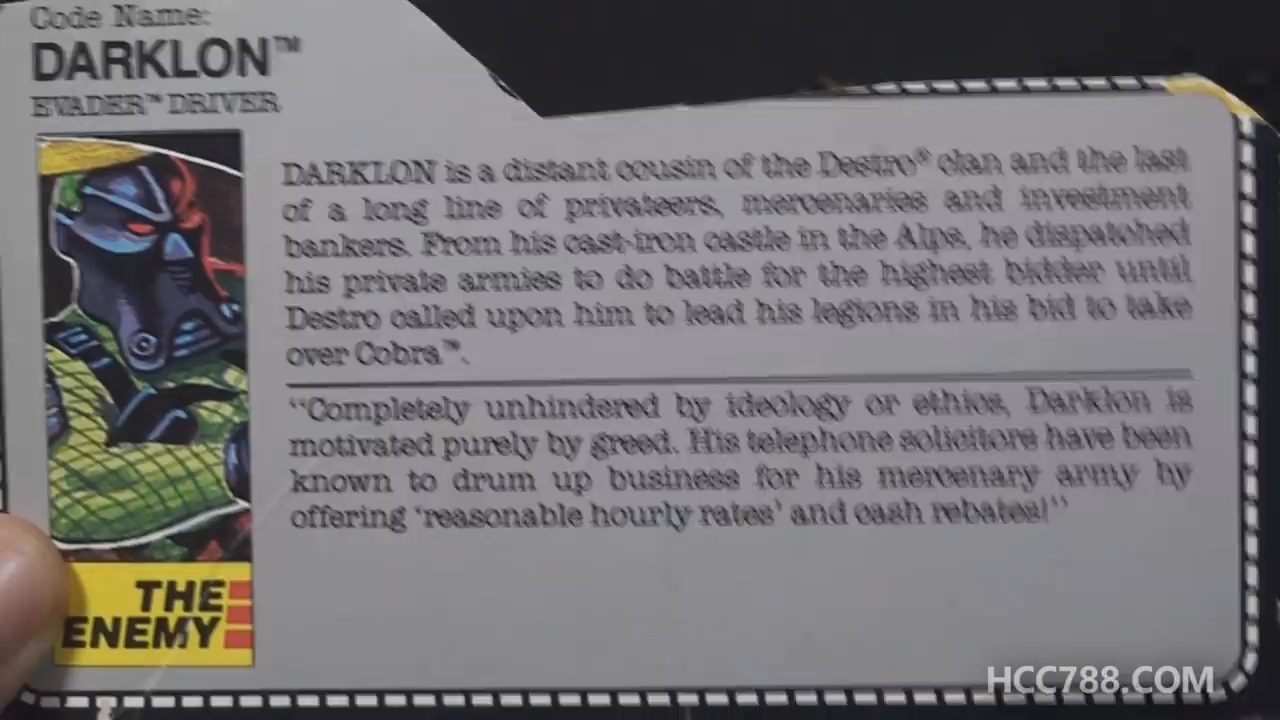 Code Name:
DARKLON™
EVADER™ DRIVER
DARKLON is a distant cousin of the Destro® clan and the last
of a long line of privateers, mercenaries and investment
bankers. From his cast-iron castle in the Alps, he dispatched
his private armies to do battle for the highest bidder until
Destro called upon him to lead his legions in his bid to take
over Cobra™.
“Completely unhindered by ideology or ethics, Darklon is
motivated purely by greed. His telephone solicitors have been
known to drum up business for his mercenary army by
offering ‘reasonable hourly rates’ and cash rebates!”
THE
ENEMY
HCC788.COM